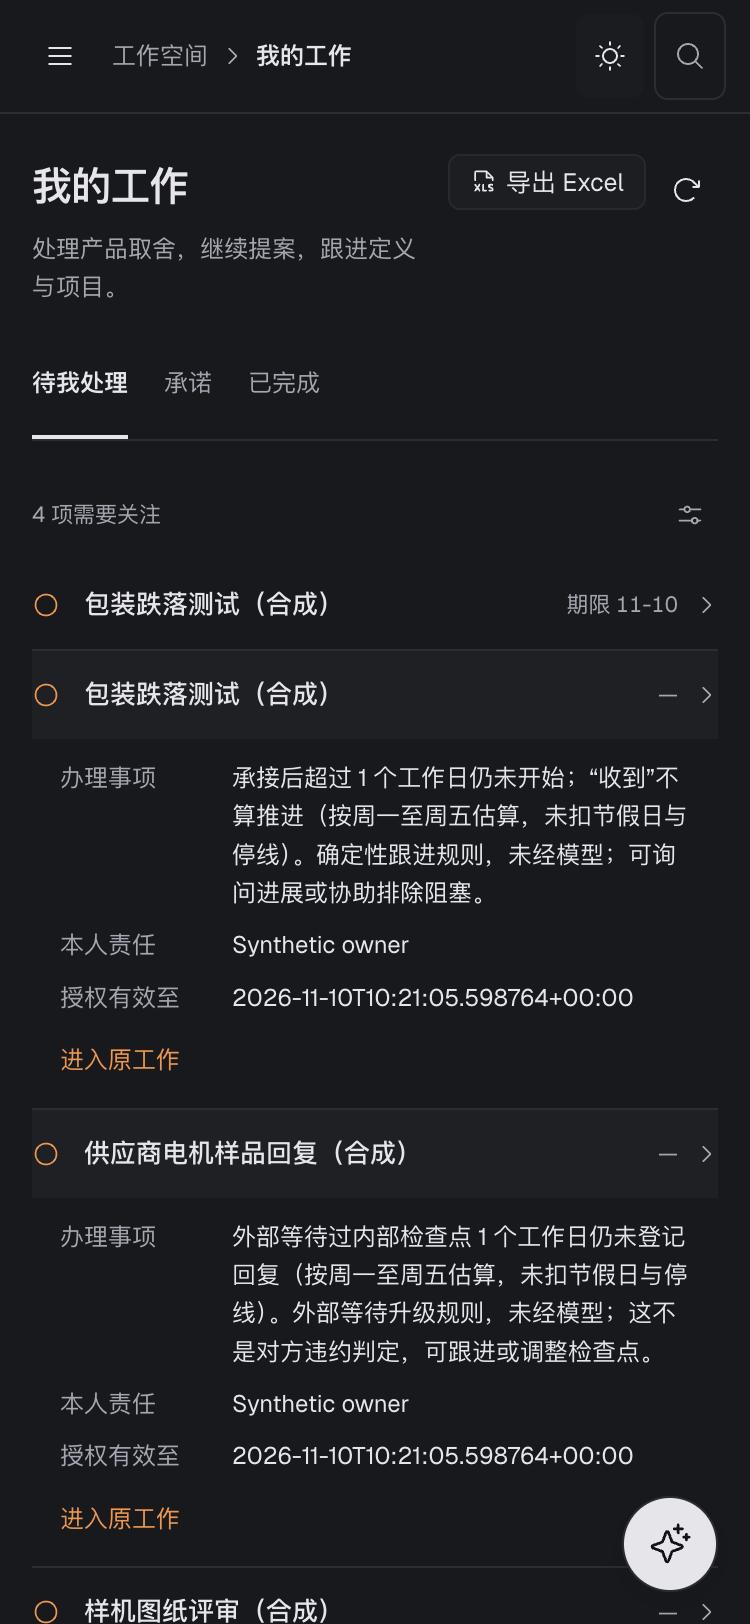 工作空间 > 我的工作
我的工作
XLS 导出 Excel
处理产品取舍，继续提案，跟进定义
与项目。
待我处理 承诺 已完成
4 项需要关注
包装跌落测试（合成） 期限 11-10
包装跌落测试（合成） —
办理事项 承接后超过 1 个工作日仍未开始；“收到”不
算推进（按周一至周五估算，未扣节假日与
停线）。确定性跟进规则，未经模型；可询
问进展或协助排除阻塞。
本人责任 Synthetic owner
授权有效至 2026-11-10T10:21:05.598764+00:00
进入原工作
供应商电机样品回复（合成） —
办理事项 外部等待过内部检查点 1 个工作日仍未登记
回复（按周一至周五估算，未扣节假日与停
线）。外部等待升级规则，未经模型；这不
是对方违约判定，可跟进或调整检查点。
本人责任 Synthetic owner
授权有效至 2026-11-10T10:21:05.598764+00:00
进入原工作
样机图纸评审（合成） —